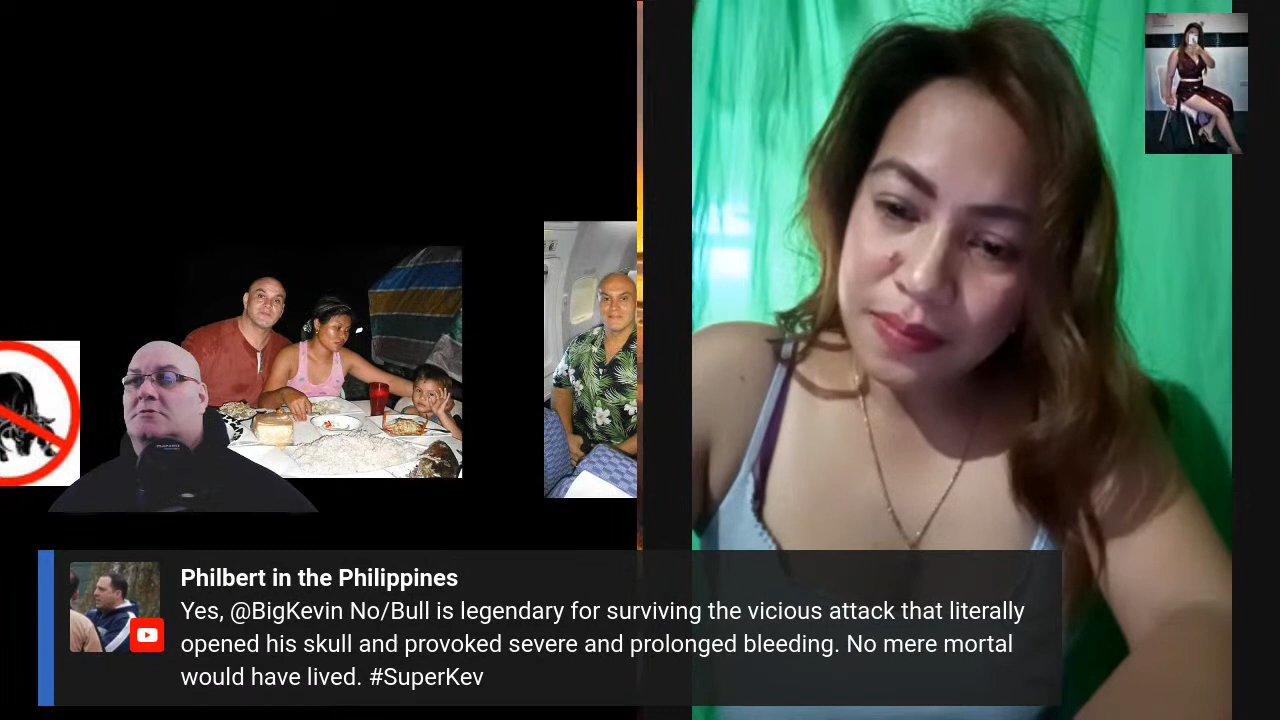 Philbert in the Philippines
Yes, @BigKevin No/Bull is legendary for surviving the vicious attack that literally
opened his skull and provoked severe and prolonged bleeding. No mere mortal
would have lived. #SuperKev